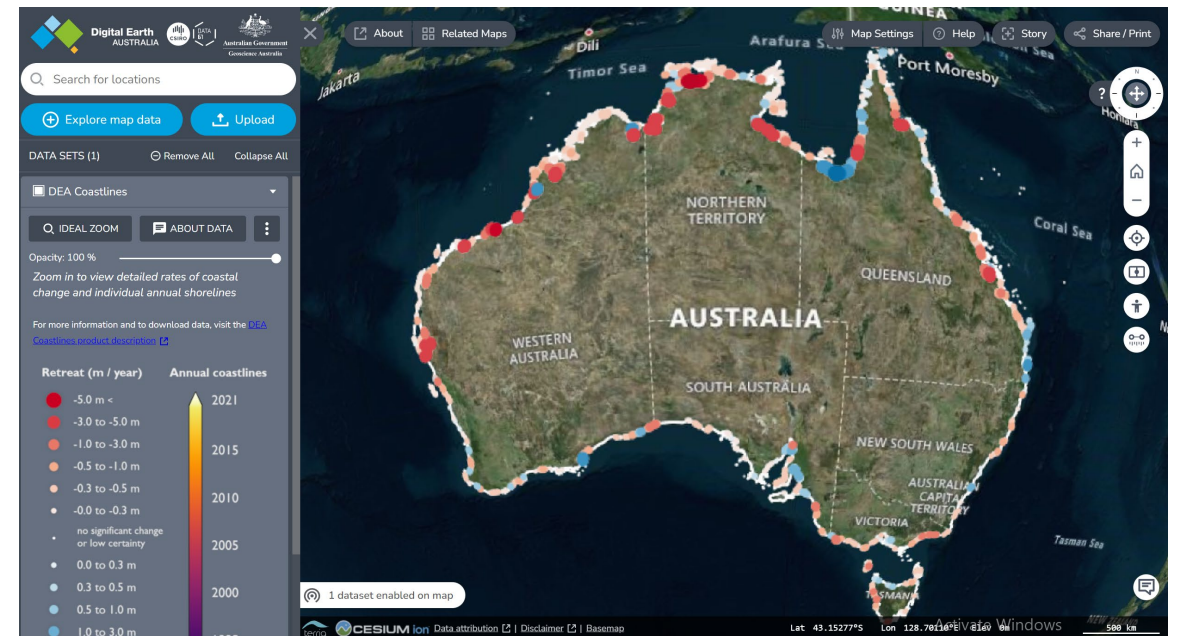 Digital Earth
AUSTRALIA
CSIRO
DATA
61
Australian Government
Geoscience Australia
Search for locations
Explore map data
Upload
DATA SETS (1)
Remove All
Collapse All
DEA Coastlines
IDEAL ZOOM
ABOUT DATA
Opacity: 100 %
Zoom in to view detailed rates of coastal
change and individual annual shorelines
For more information and to download data, visit the DEA
Coastlines product description
Retreat (m / year)
Annual coastlines
-5.0 m <
2021
-3.0 to -5.0 m
-1.0 to -3.0 m
2015
-0.5 to -1.0 m
-0.3 to -0.5 m
2010
-0.0 to -0.3 m
no significant change
or low certainty
2005
0.0 to 0.3 m
0.3 to 0.5 m
2000
0.5 to 1.0 m
1.0 to 3.0 m
About
Related Maps
Map Settings
Help
Story
Share / Print
GUINEA
Dili
Arafura
Timor Sea
Jakarta
Port Moresby
Sea
Honiara
?
N
NORTHERN
TERRITORY
Coral Sea
QUEENSLAND
AUSTRALIA
WESTERN
AUSTRALIA
SOUTH AUSTRALIA
NEW SOUTH WALES
AUSTRALIAN
CAPITAL
TERRITORY
VICTORIA
Tasman Sea
TASMANIA
1 dataset enabled on map
terria
CESIUM ion
Data attribution
|
Disclaimer
|
Basemap
Lat 43.15277°S
Lon 128.70110°E
Elev 0m
Activate Windows
500 km